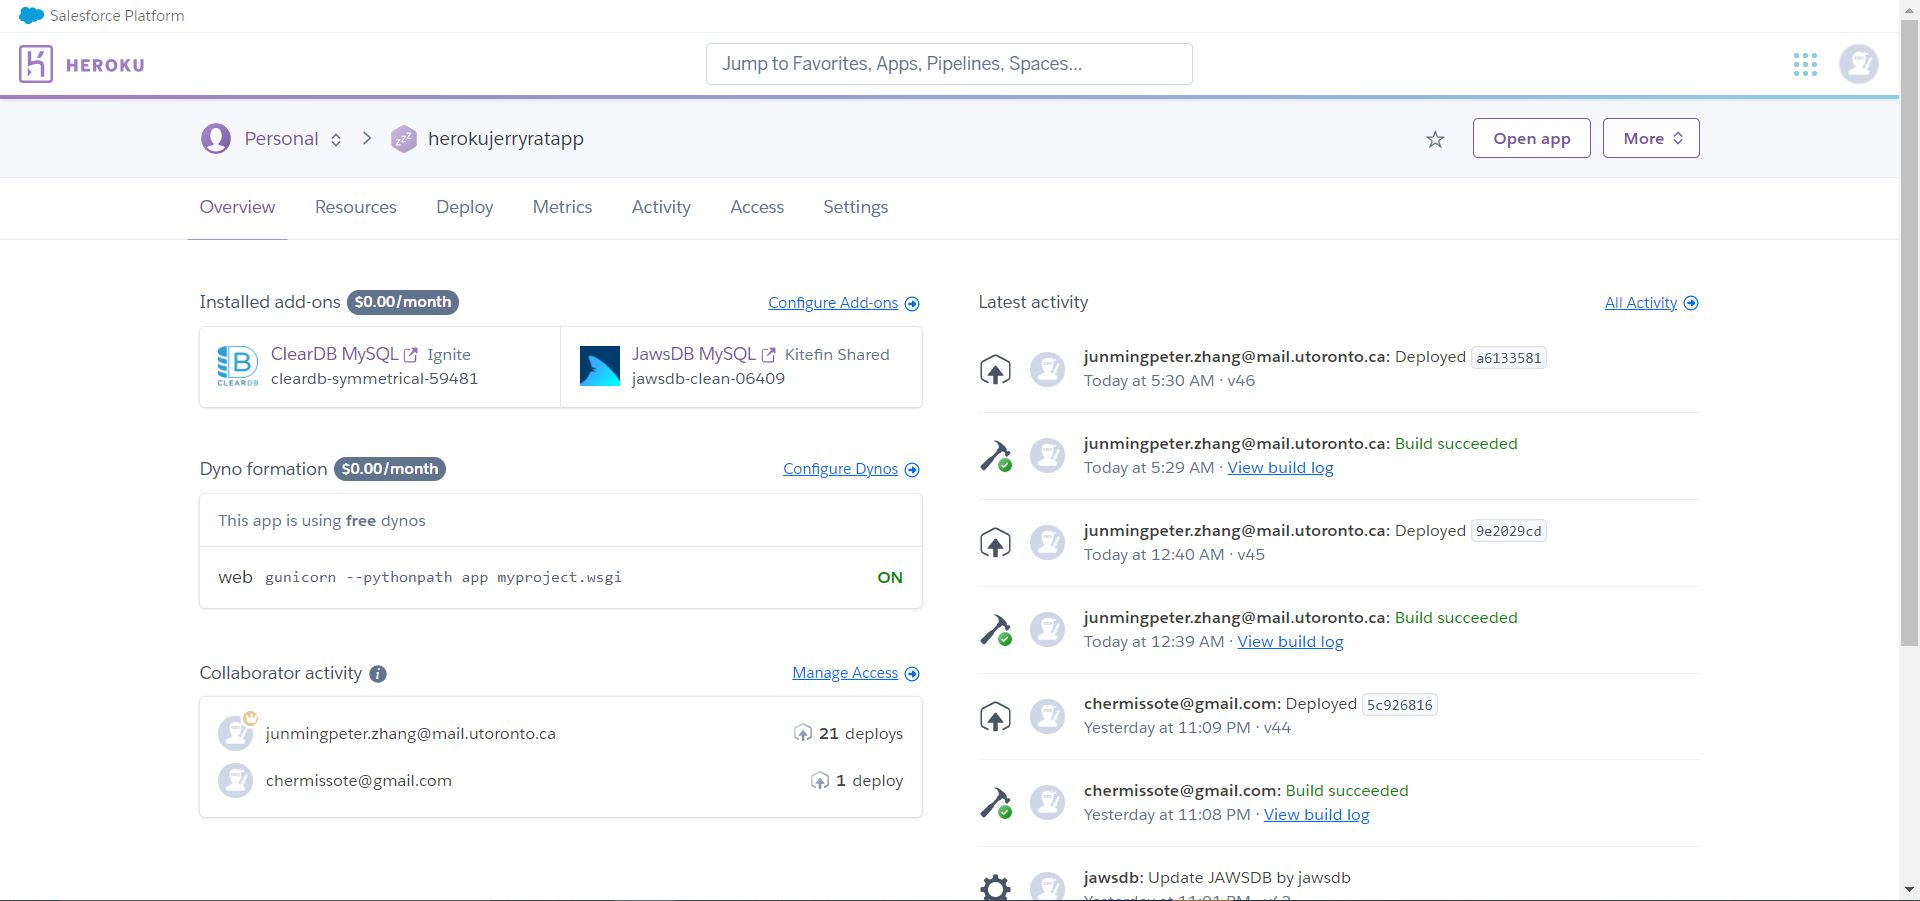 Salesforce Platform
HEROKU
Jump to Favorites, Apps, Pipelines, Spaces...
Personal
herokujerryratapp
Open app
More
Overview
Resources
Deploy
Metrics
Activity
Access
Settings
Installed add-ons $0.00/month
Configure Add-ons
ClearDB MySQL Ignite
cleardb-symmetrical-59481
B
CLEARDB
JawsDB MySQL Kitefin Shared
jawsdb-clean-06409
Dyno formation $0.00/month
Configure Dynos
This app is using free dynos
web gunicorn --pythonpath app myproject.wsgi
ON
Collaborator activity i
Manage Access
junmingpeter.zhang@mail.utoronto.ca
21 deploys
chermissote@gmail.com
1 deploy
Latest activity
All Activity
junmingpeter.zhang@mail.utoronto.ca: Deployed a6133581
Today at 5:30 AM · v46
junmingpeter.zhang@mail.utoronto.ca: Build succeeded
Today at 5:29 AM · View build log
junmingpeter.zhang@mail.utoronto.ca: Deployed 9e2029cd
Today at 12:40 AM · v45
junmingpeter.zhang@mail.utoronto.ca: Build succeeded
Today at 12:39 AM · View build log
chermissote@gmail.com: Deployed 5c926816
Yesterday at 11:09 PM · v44
chermissote@gmail.com: Build succeeded
Yesterday at 11:08 PM · View build log
jawsdb: Update JAWSDB by jawsdb